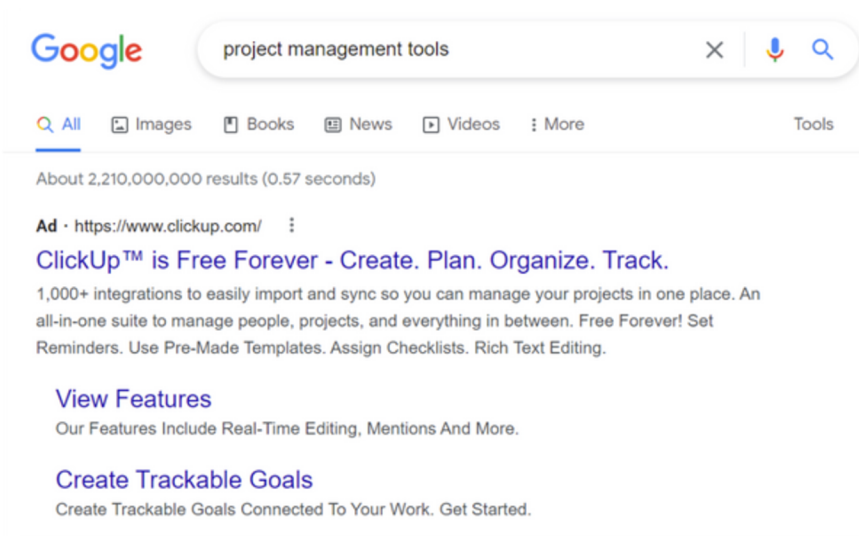 Google
project management tools
All Images Books News Videos More Tools
About 2,210,000,000 results (0.57 seconds)
Ad · https://www.clickup.com/
ClickUp™ is Free Forever - Create. Plan. Organize. Track.
1,000+ integrations to easily import and sync so you can manage your projects in one place. An
all-in-one suite to manage people, projects, and everything in between. Free Forever! Set
Reminders. Use Pre-Made Templates. Assign Checklists. Rich Text Editing.
View Features
Our Features Include Real-Time Editing, Mentions And More.
Create Trackable Goals
Create Trackable Goals Connected To Your Work. Get Started.